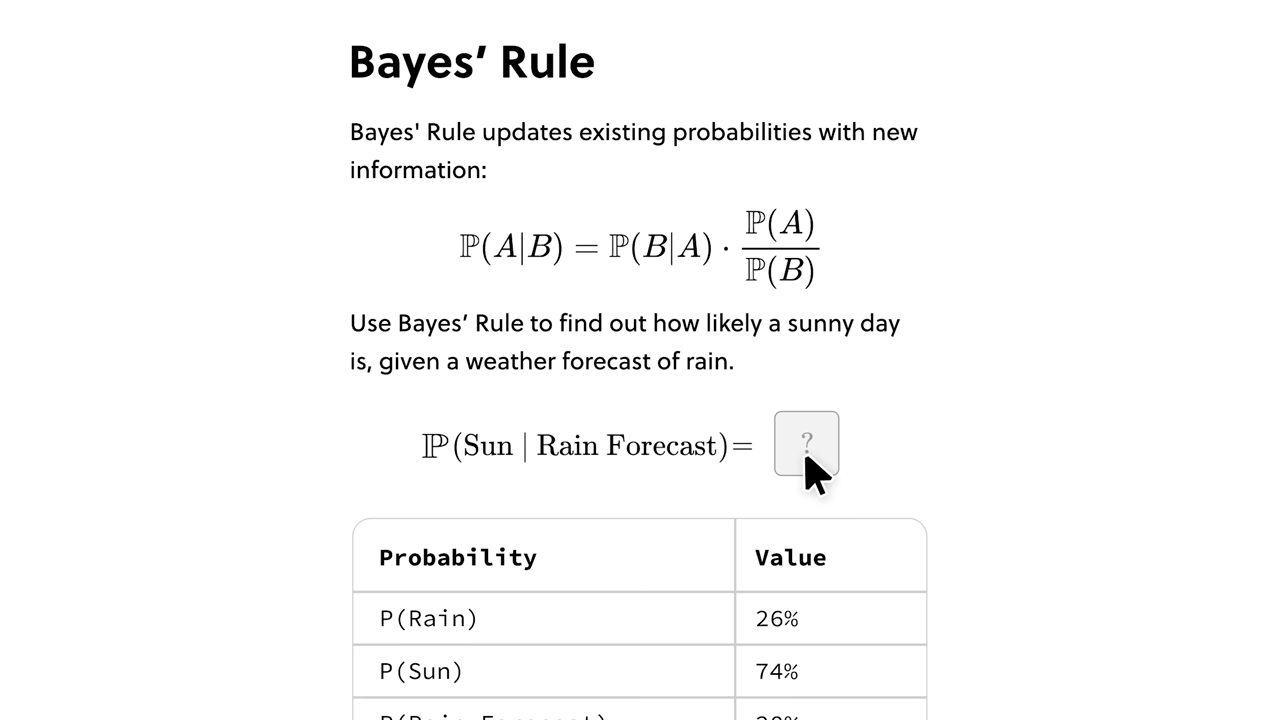 Bayes’ Rule
Bayes' Rule updates existing probabilities with new
information:
ℙ(A|B) = ℙ(B|A) · ℙ(A)/ℙ(B)
Use Bayes’ Rule to find out how likely a sunny day
is, given a weather forecast of rain.
ℙ(Sun | Rain Forecast)= ?
Probability Value
P(Rain) 26%
P(Sun) 74%